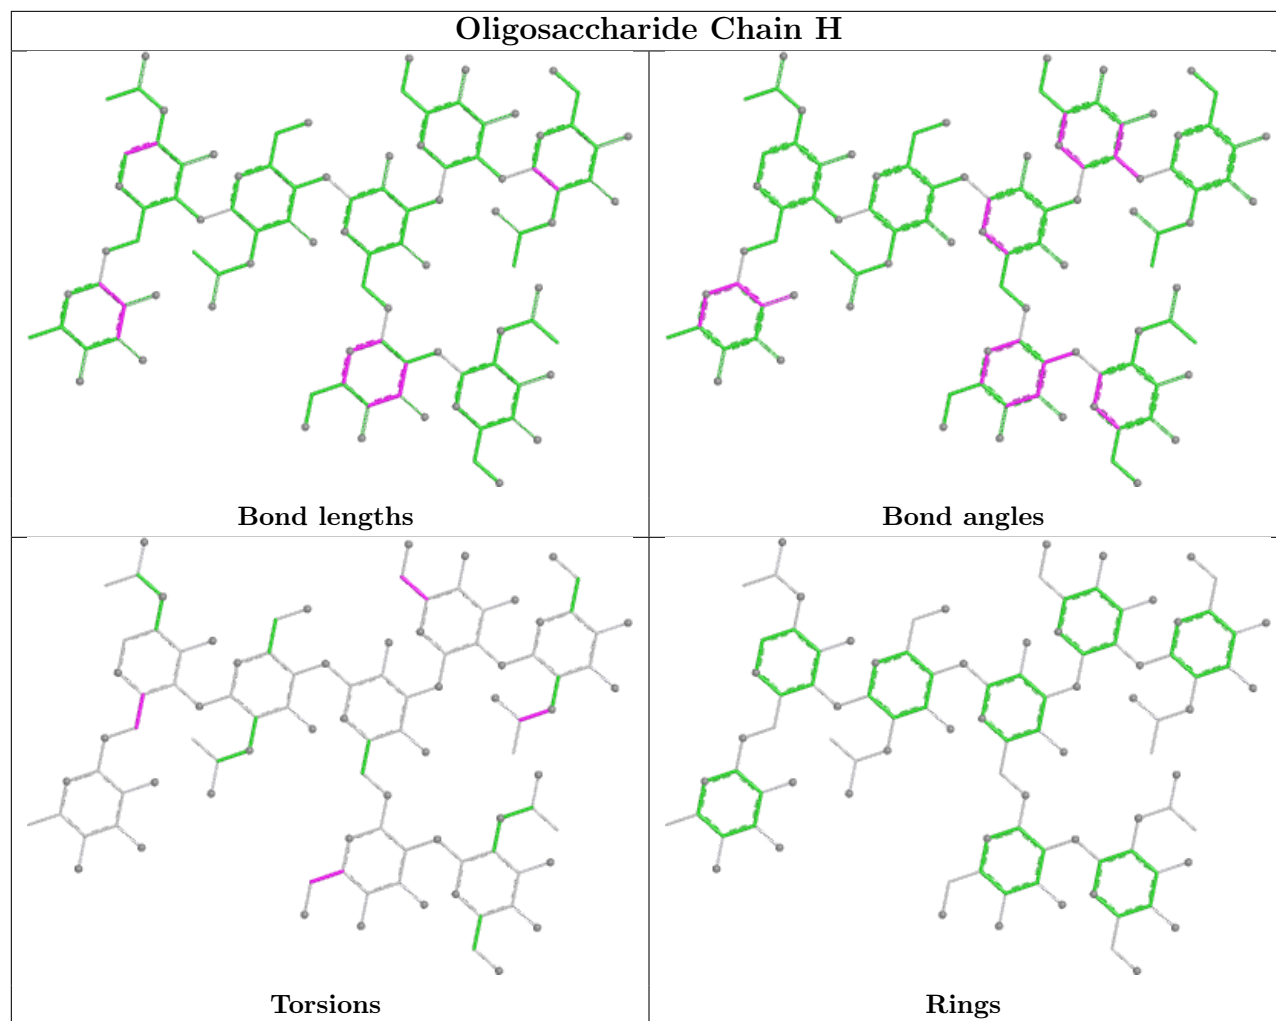 Oligosaccharide Chain H
Bond lengths
Bond angles
Torsions
Rings